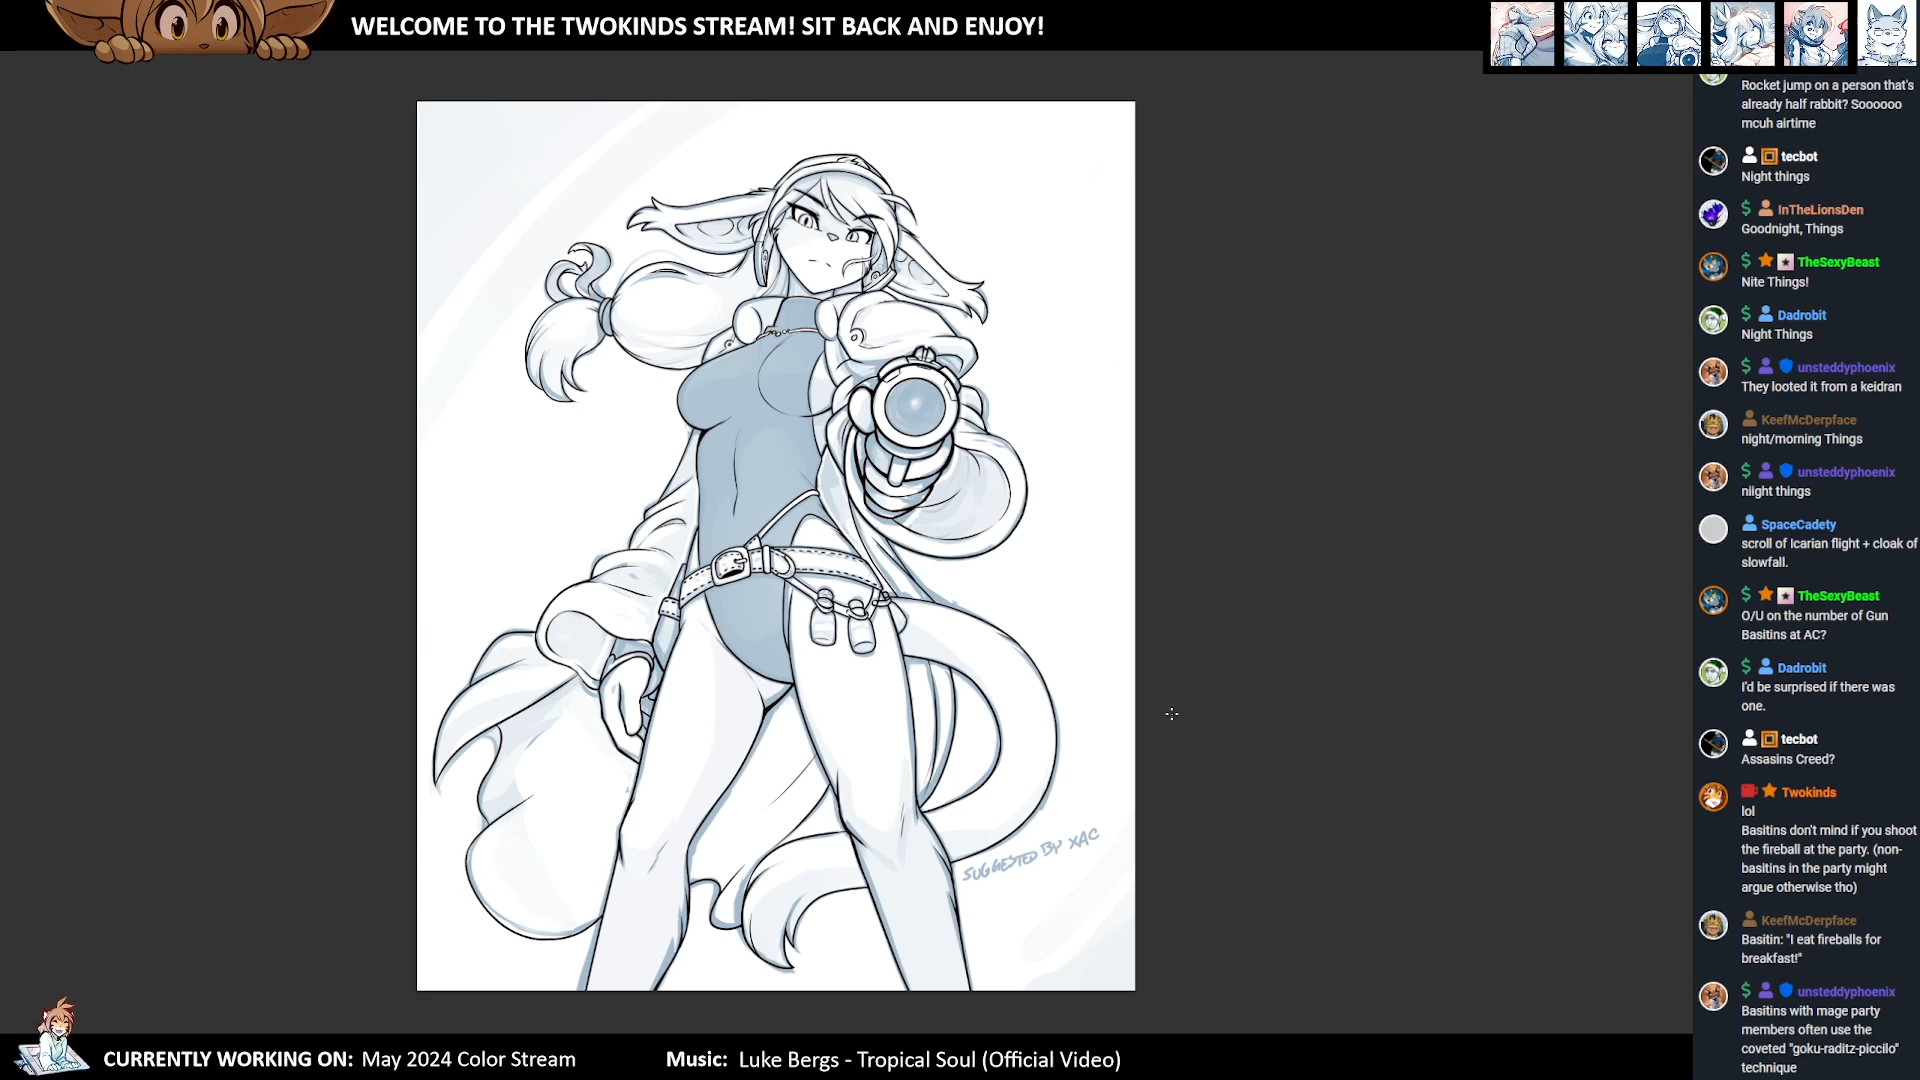 WELCOME TO THE TWOKINDS STREAM! SIT BACK AND ENJOY!
Rocket jump on a person that's
already half rabbit? Soooooo
mcuh airtime
tecbot
Night things
InTheLionsDen
Goodnight, Things
TheSexyBeast
Nite Things!
Dadrobit
Night Things
unsteddyphoenix
They looted it from a keidran
KeefMcDerpface
night/morning Things
unsteddyphoenix
niight things
SpaceCadety
scroll of Icarian flight + cloak of
slowfall.
TheSexyBeast
O/U on the number of Gun
Basitins at AC?
Dadrobit
I'd be surprised if there was
one.
tecbot
Assasins Creed?
Twokinds
lol
Basitins don't mind if you shoot
the fireball at the party. (non-
basitins in the party might
argue otherwise tho)
KeefMcDerpface
Basitin: "I eat fireballs for
breakfast!"
unsteddyphoenix
Basitins with mage party
members often use the
coveted "goku-raditz-piccilo"
technique
SUGGESTED BY XAC
CURRENTLY WORKING ON: May 2024 Color Stream
Music: Luke Bergs - Tropical Soul (Official Video)